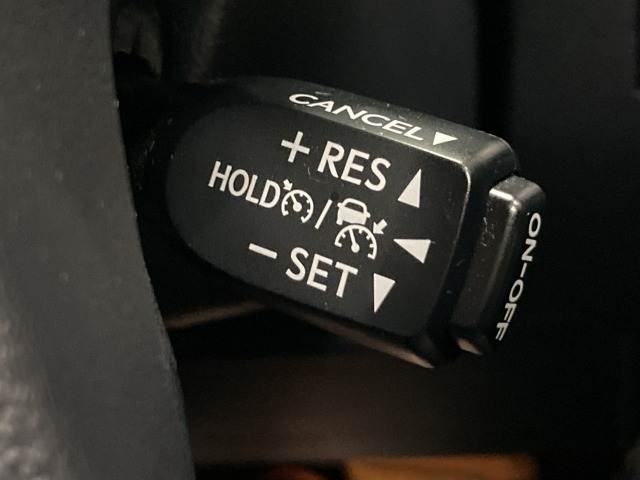 CANCEL▼
+ RES ▲
HOLD / ◀
− SET ▼
ON-OFF